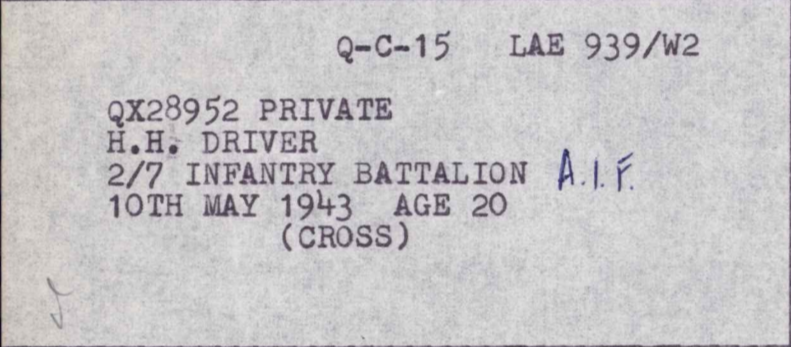 Q-C-15 LAE 939/W2
QX28952 PRIVATE
H.H. DRIVER
2/7 INFANTRY BATTALION A.I.F.
10TH MAY 1943 AGE 20
(CROSS)